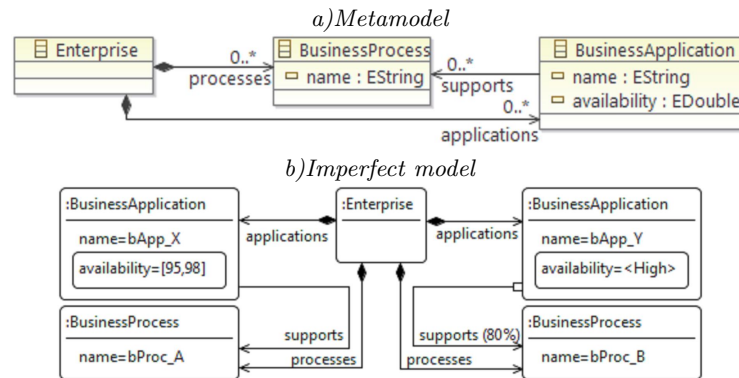 a)Metamodel
Enterprise
0..*
processes
BusinessProcess
name : EString
0..*
supports
0..*
applications
BusinessApplication
name : EString
availability : EDouble
b)Imperfect model
:BusinessApplication
name=bApp_X
availability=[95,98]
applications
:Enterprise
applications
:BusinessApplication
name=bApp_Y
availability=<High>
:BusinessProcess
name=bProc_A
supports
processes
supports (80%)
processes
:BusinessProcess
name=bProc_B